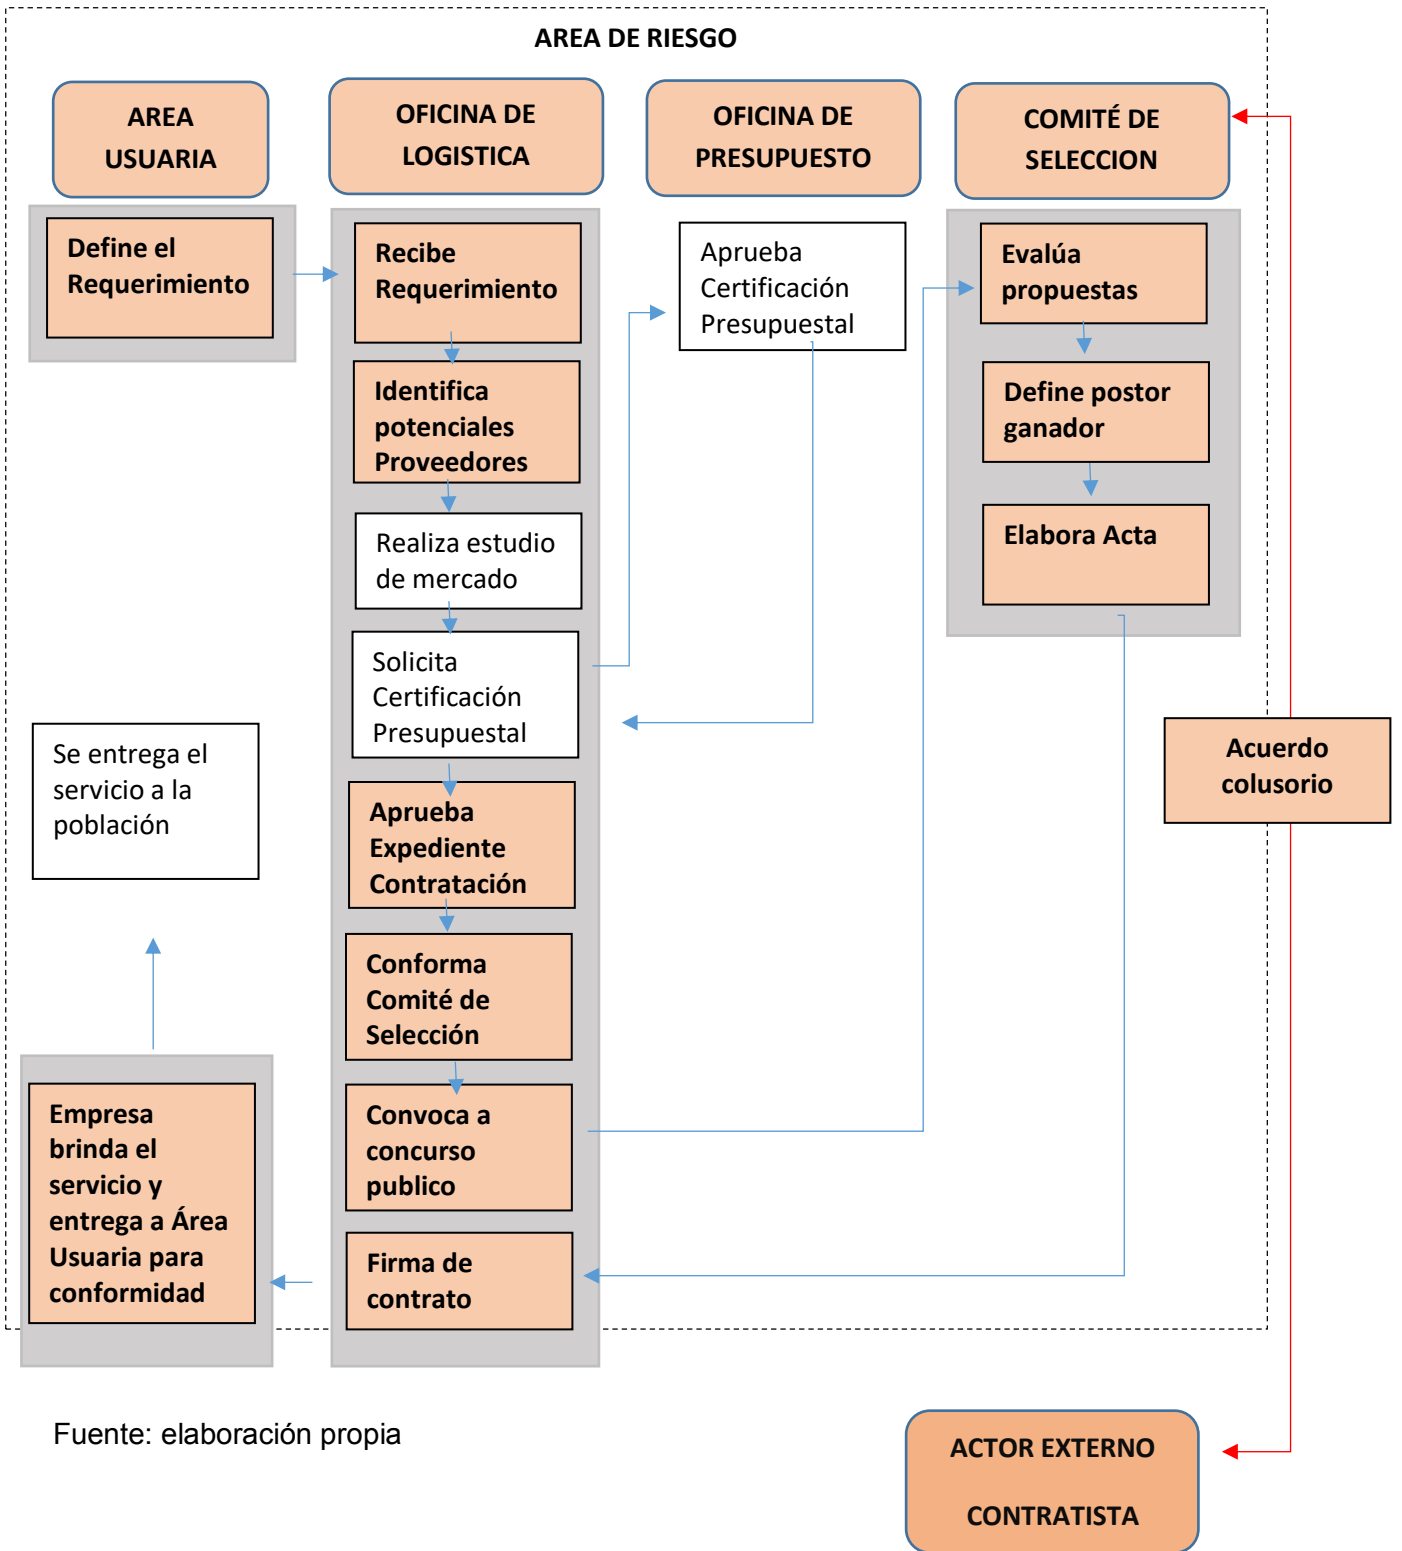 AREA DE RIESGO
AREA
USUARIA
OFICINA DE
LOGISTICA
OFICINA DE
PRESUPUESTO
COMITÉ DE
SELECCION
Define el
Requerimiento
Recibe
Requerimiento
Identifica
potenciales
Proveedores
Realiza estudio
de mercado
Solicita
Certificación
Presupuestal
Aprueba
Expediente
Contratación
Conforma
Comité de
Selección
Convoca a
concurso
publico
Firma de
contrato
Aprueba
Certificación
Presupuestal
Evalúa
propuestas
Define postor
ganador
Elabora Acta
Acuerdo
colusorio
Se entrega el
servicio a la
población
Empresa
brinda el
servicio y
entrega a Área
Usuaria para
conformidad
Fuente: elaboración propia
ACTOR EXTERNO
CONTRATISTA